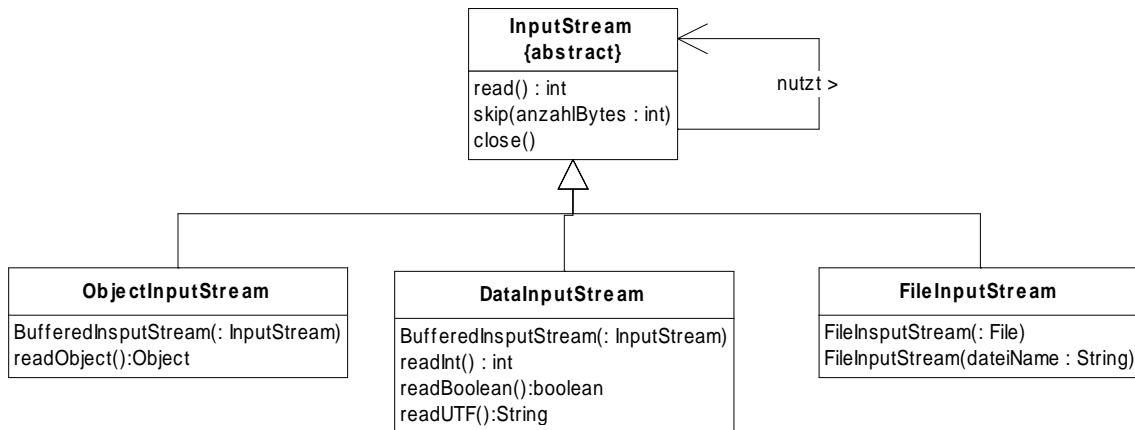 InputStream
{abstract}
read() : int
skip(anzahlBytes : int)
close()
nutzt >
ObjectInputStream
BufferedInsputStream(: InputStream)
readObject():Object
DataInputStream
BufferedInsputStream(: InputStream)
readInt() : int
readBoolean():boolean
readUTF():String
FileInputStream
FileInsputStream(: File)
FileInputStream(dateiName : String)